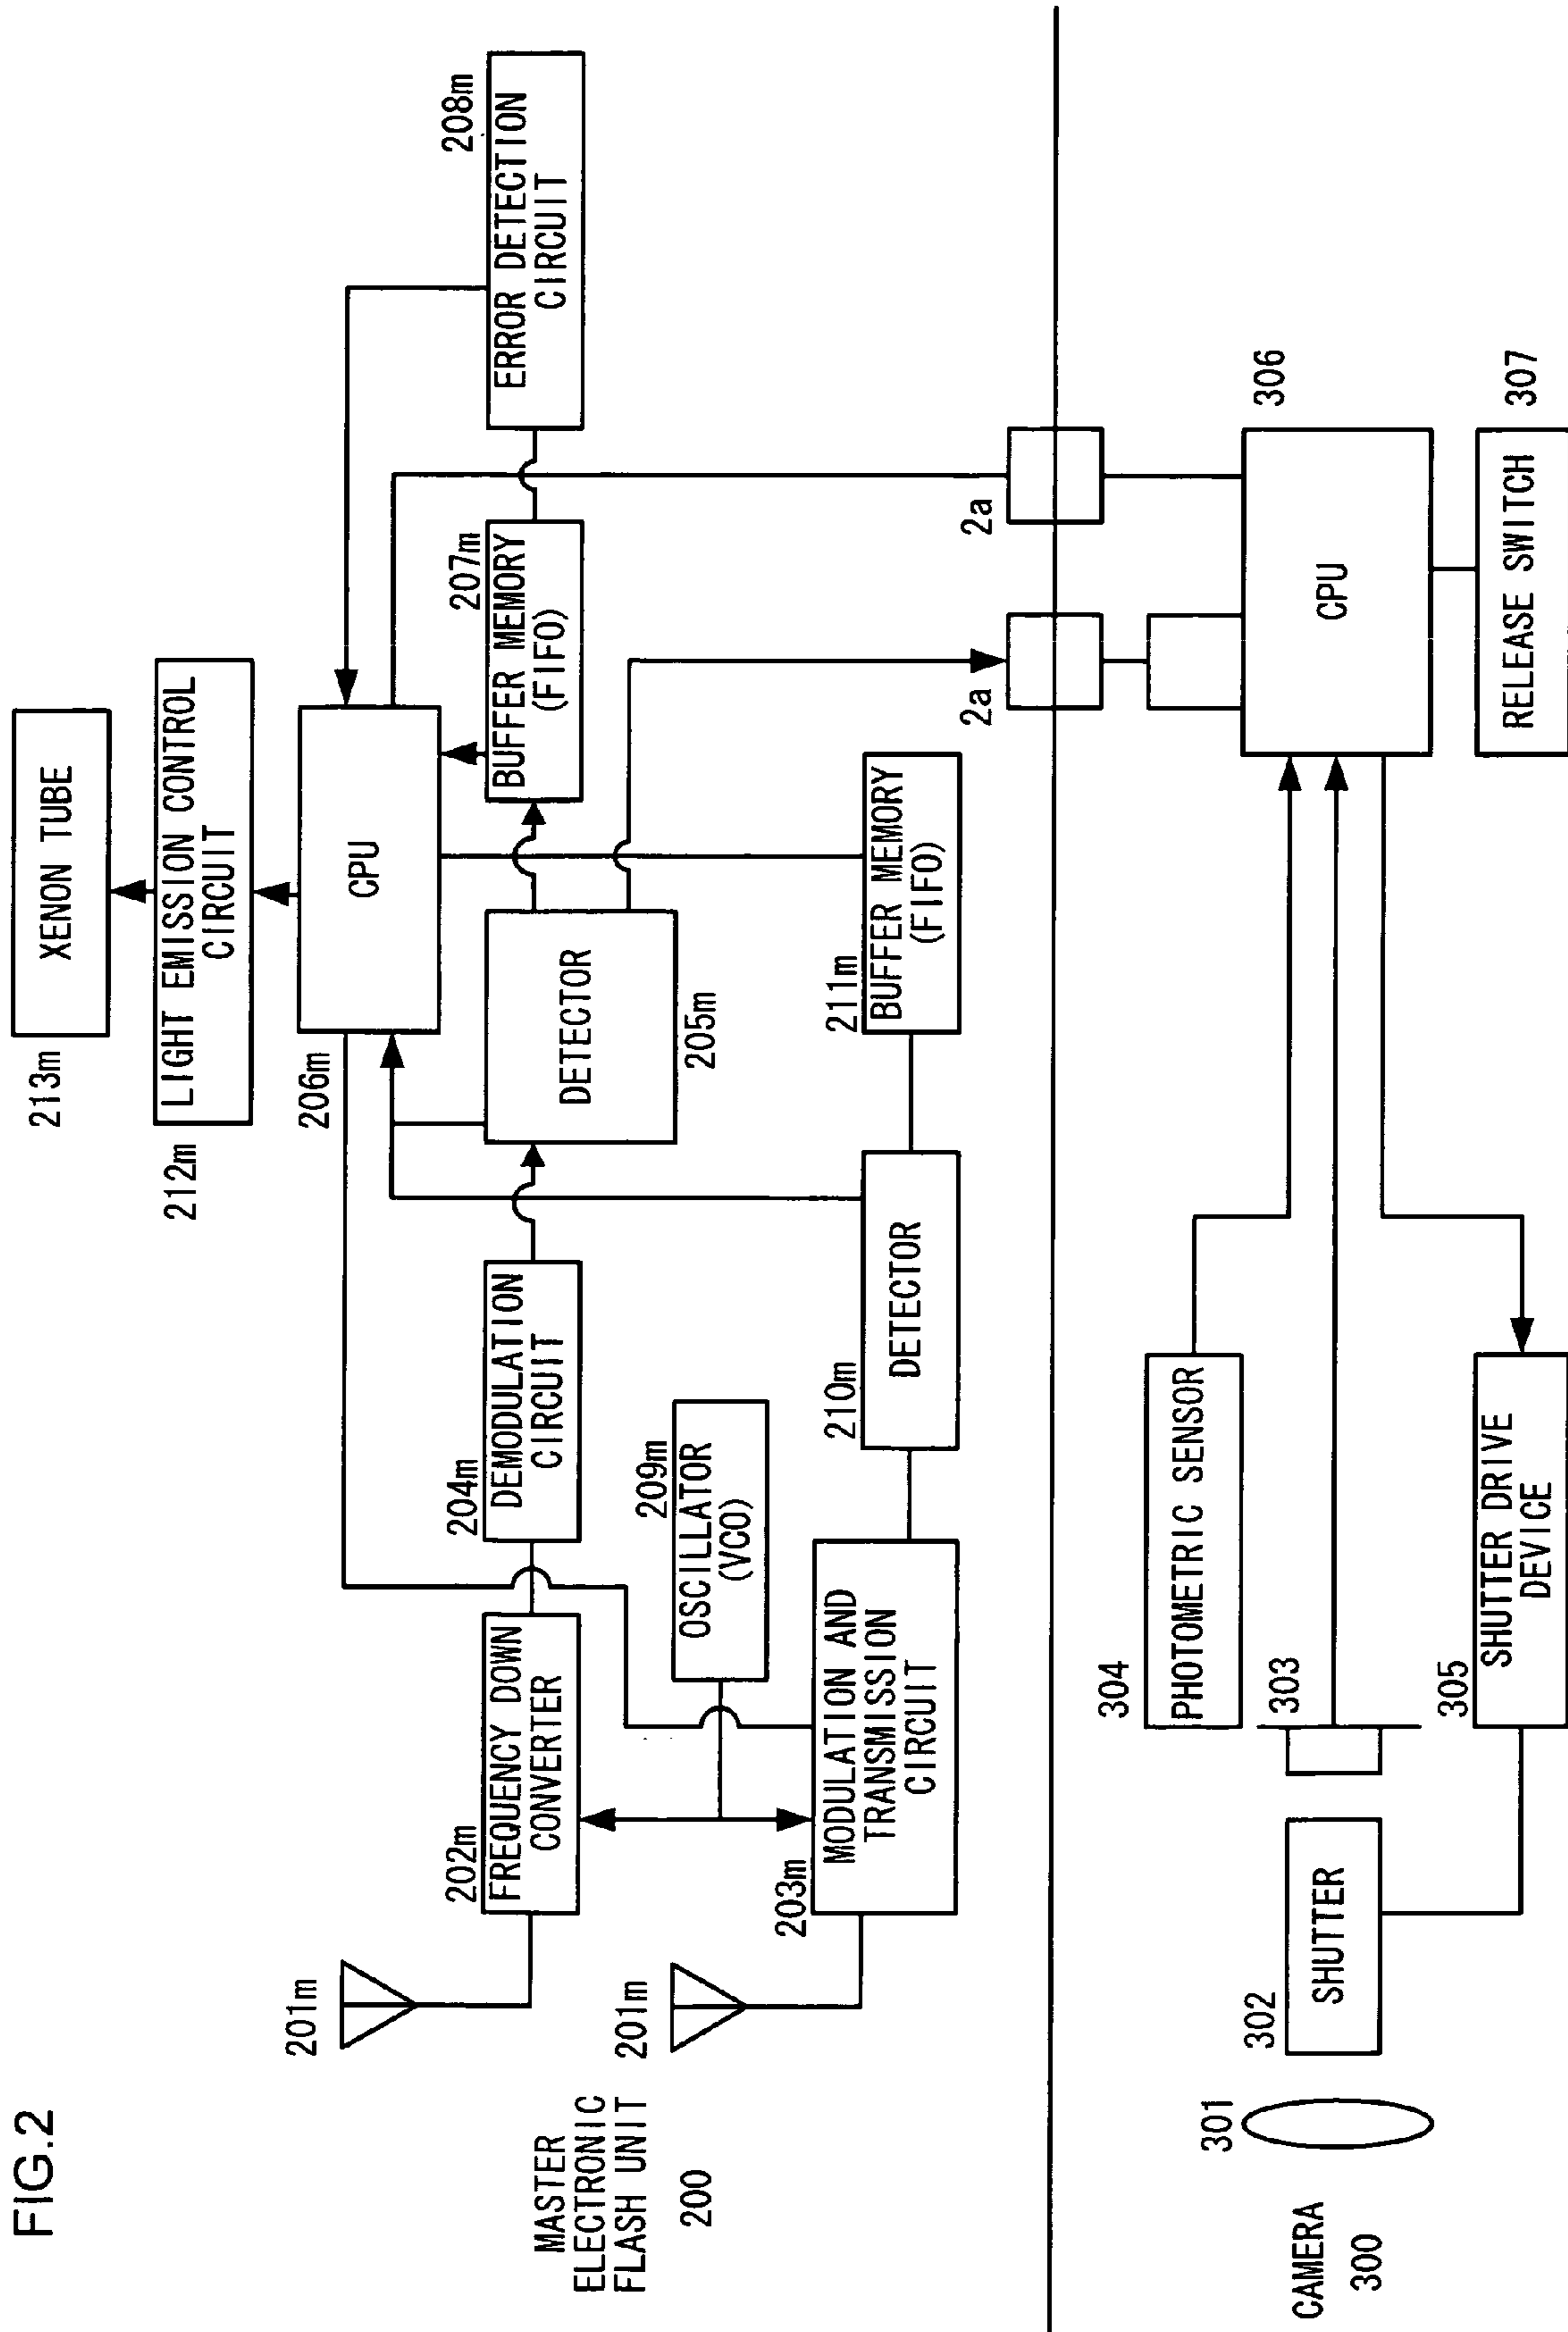 FIG.2
213m
XENON TUBE
212m
LIGHT EMISSION CONTROL
CIRCUIT
201m
206m
CPU
208m
202m
FREQUENCY DOWN
CONVERTER
204m
DEMODULATION
CIRCUIT
DETECTOR
205m
207m
BUFFER MEMORY
(FIFO)
ERROR DETECTION
CIRCUIT
MASTER
ELECTRONIC
FLASH UNIT
200
201m
209m
OSCILLATOR
(VCO)
203m
MODULATION AND
TRANSMISSION
CIRCUIT
210m
DETECTOR
211m
BUFFER MEMORY
(FIFO)
2a
2a
CAMERA
300
301
302
SHUTTER
303
304
PHOTOMETRIC SENSOR
305
SHUTTER DRIVE
DEVICE
306
CPU
307
RELEASE SWITCH